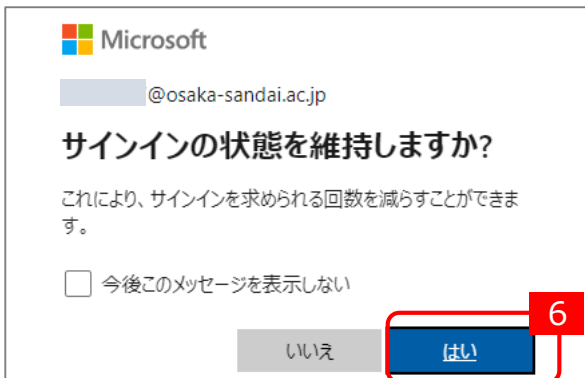 Microsoft
@osaka-sandai.ac.jp
サインインの状態を維持しますか?
これにより、サインインを求められる回数を減らすことができま
す。
今後このメッセージを表示しない
6
いいえ はい